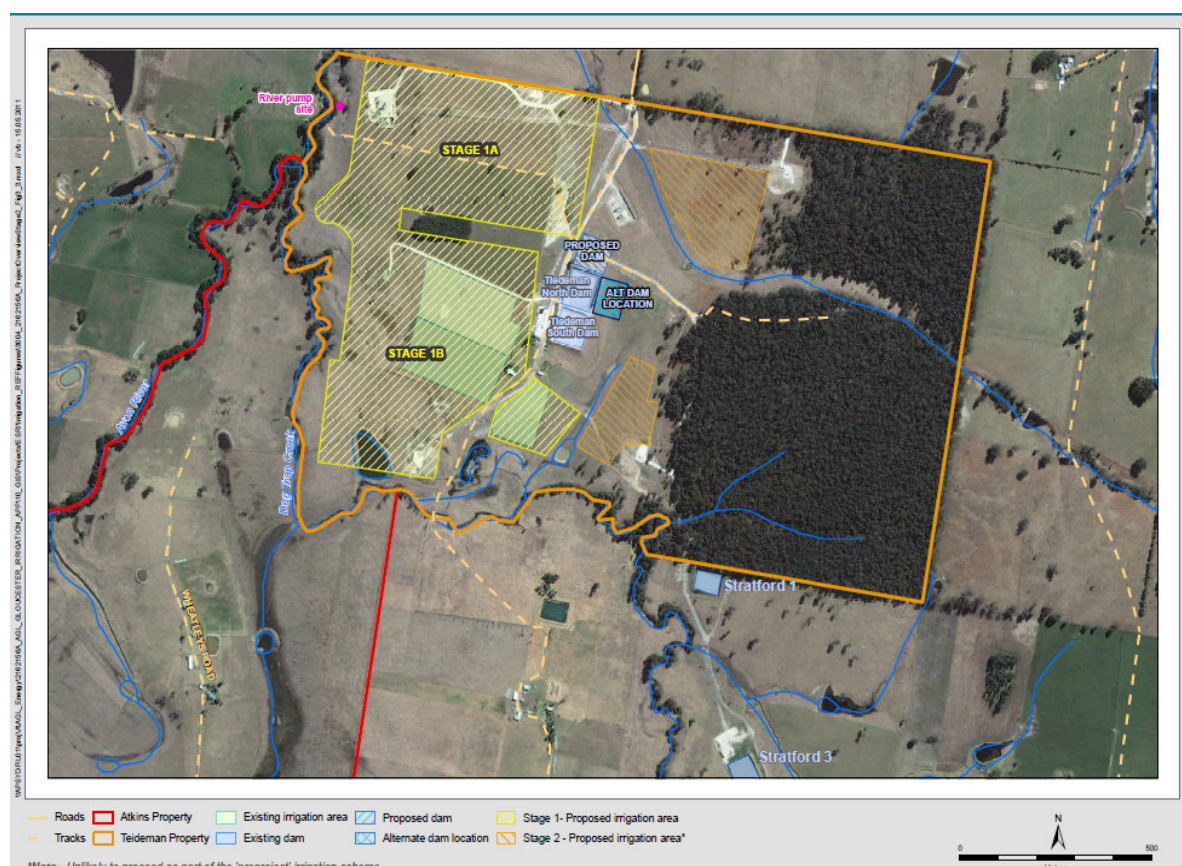 River pump
site
STAGE 1A
PROPOSED
DAM
Tiedeman
North Dam
ALT DAM
LOCATION
Tiedeman
South Dam
STAGE 1B
Avon River
Dog Trap Creek
WHEATLEYS ROAD
Stratford 1
Stratford 3
Roads
Atkins Property
Existing irrigation area
Proposed dam
Stage 1- Proposed irrigation area
Tracks
Teideman Property
Existing dam
Alternate dam location
Stage 2 - Proposed irrigation area*
N
0
500